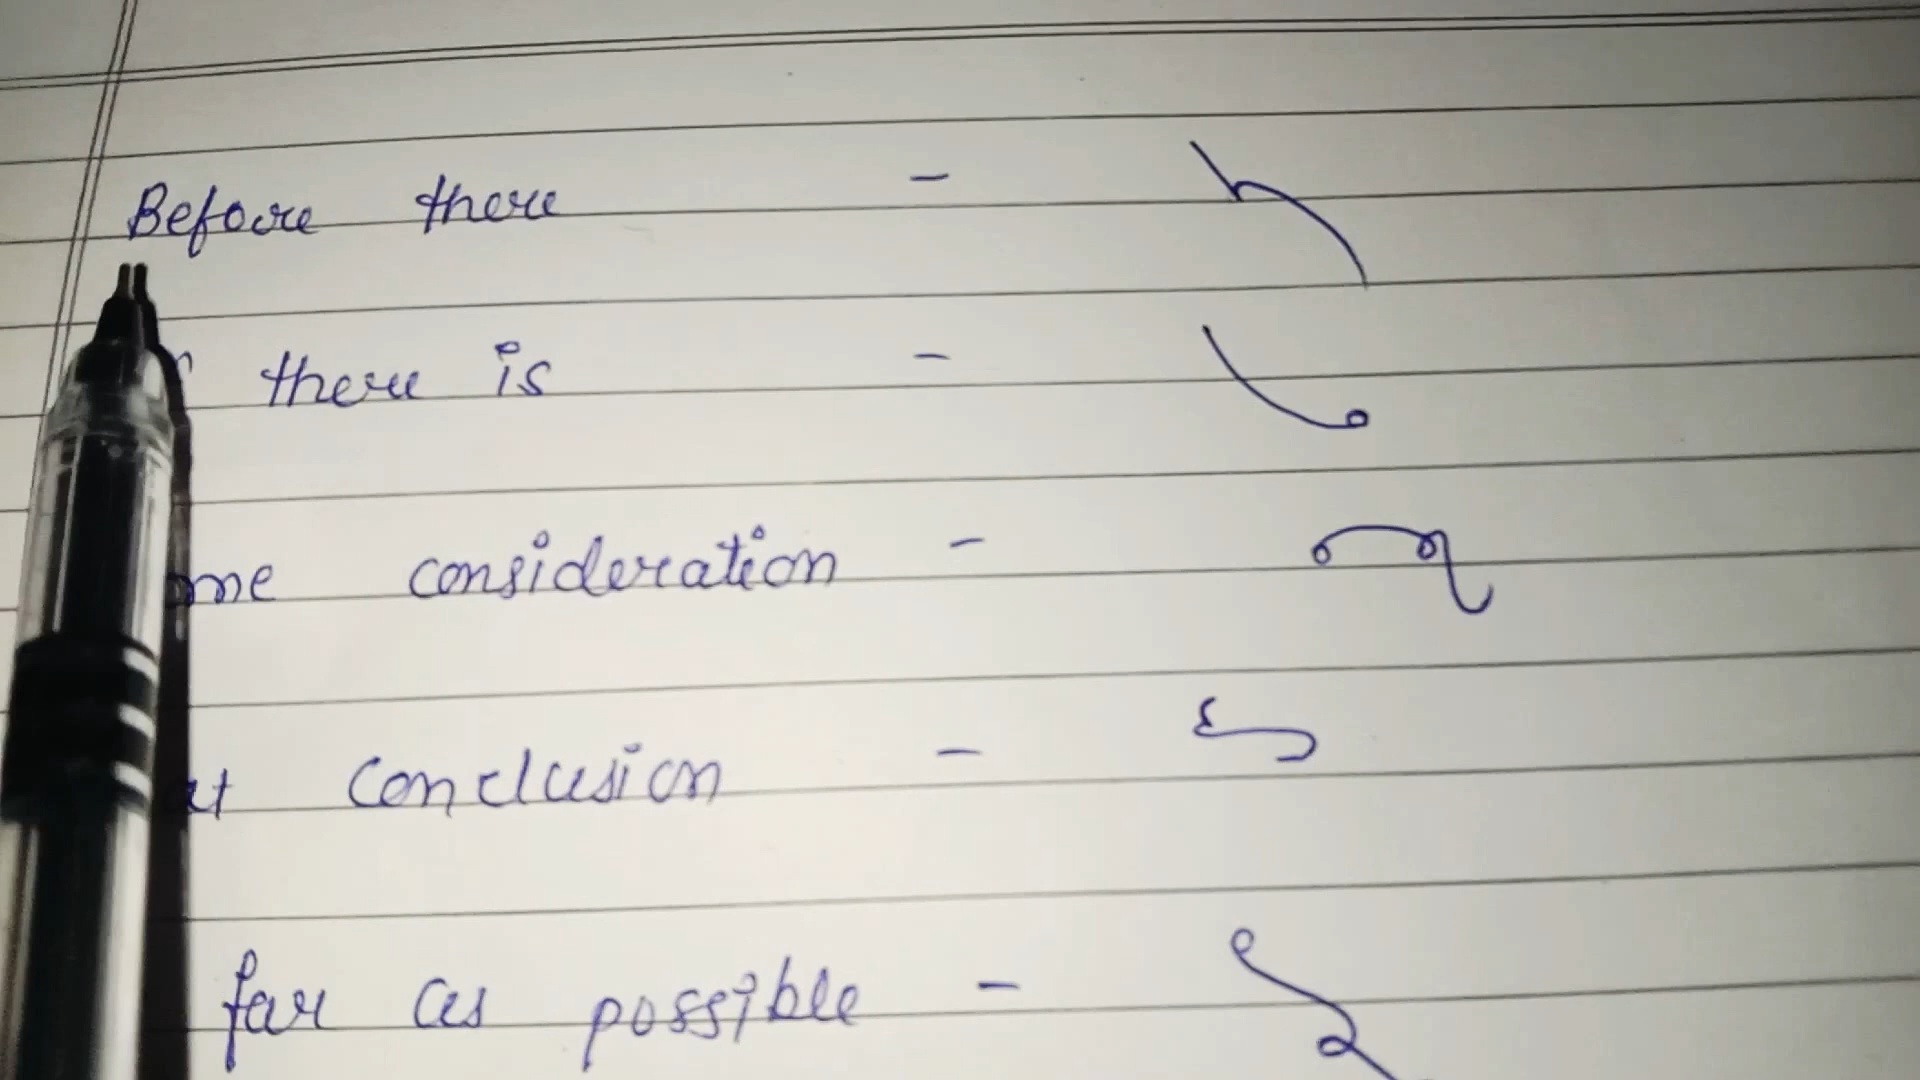 Before there -
there is -
consideration -
conclusion -
far as possible -